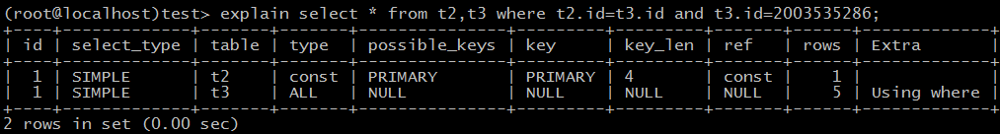 (root@localhost)test> explain select * from t2,t3 where t2.id=t3.id and t3.id=2003535286;
+----+-------------+-------+-------+---------------+---------+---------+-------+------+-------------+
| id | select_type | table | type  | possible_keys | key     | key_len | ref   | rows | Extra       |
+----+-------------+-------+-------+---------------+---------+---------+-------+------+-------------+
|  1 | SIMPLE      | t2    | const | PRIMARY       | PRIMARY | 4       | const |    1 |             |
|  1 | SIMPLE      | t3    | ALL   | NULL          | NULL    | NULL    | NULL  |    5 | Using where |
+----+-------------+-------+-------+---------------+---------+---------+-------+------+-------------+
2 rows in set (0.00 sec)